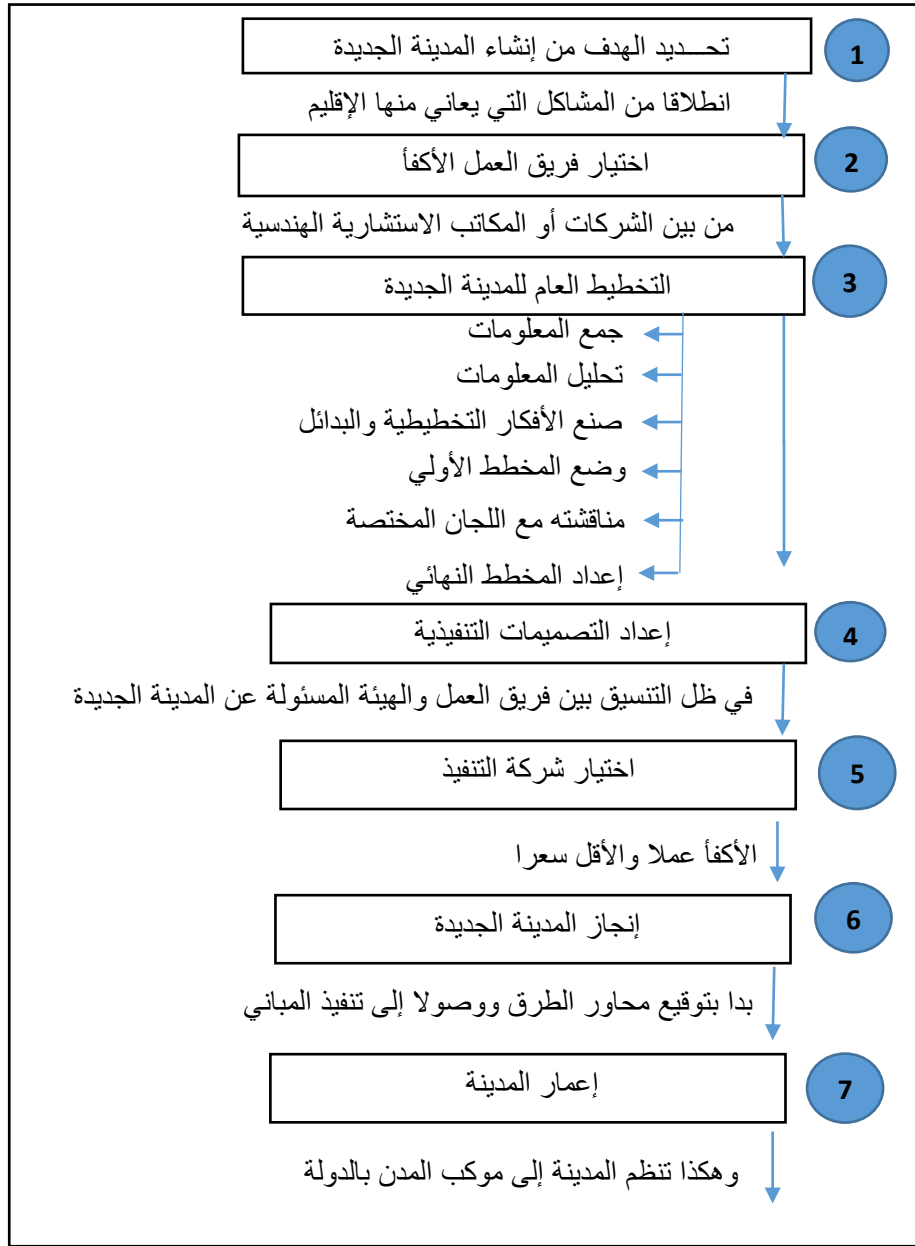 1
تحـــديد الهدف من إنشاء المدينة الجديدة
انطلاقا من المشاكل التي يعاني منها الإقليم
2
اختيار فريق العمل الأكفأ
من بين الشركات أو المكاتب الاستشارية الهندسية
3
التخطيط العام للمدينة الجديدة
جمع المعلومات
تحليل المعلومات
صنع الأفكار التخطيطية والبدائل
وضع المخطط الأولي
مناقشته مع اللجان المختصة
إعداد المخطط النهائي
4
إعداد التصميمات التنفيذية
في ظل التنسيق بين فريق العمل والهيئة المسئولة عن المدينة الجديدة
5
اختيار شركة التنفيذ
الأكفأ عملا والأقل سعرا
6
إنجاز المدينة الجديدة
بدا بتوقيع محاور الطرق ووصولا إلى تنفيذ المباني
7
إعمار المدينة
وهكذا تنظم المدينة إلى موكب المدن بالدولة